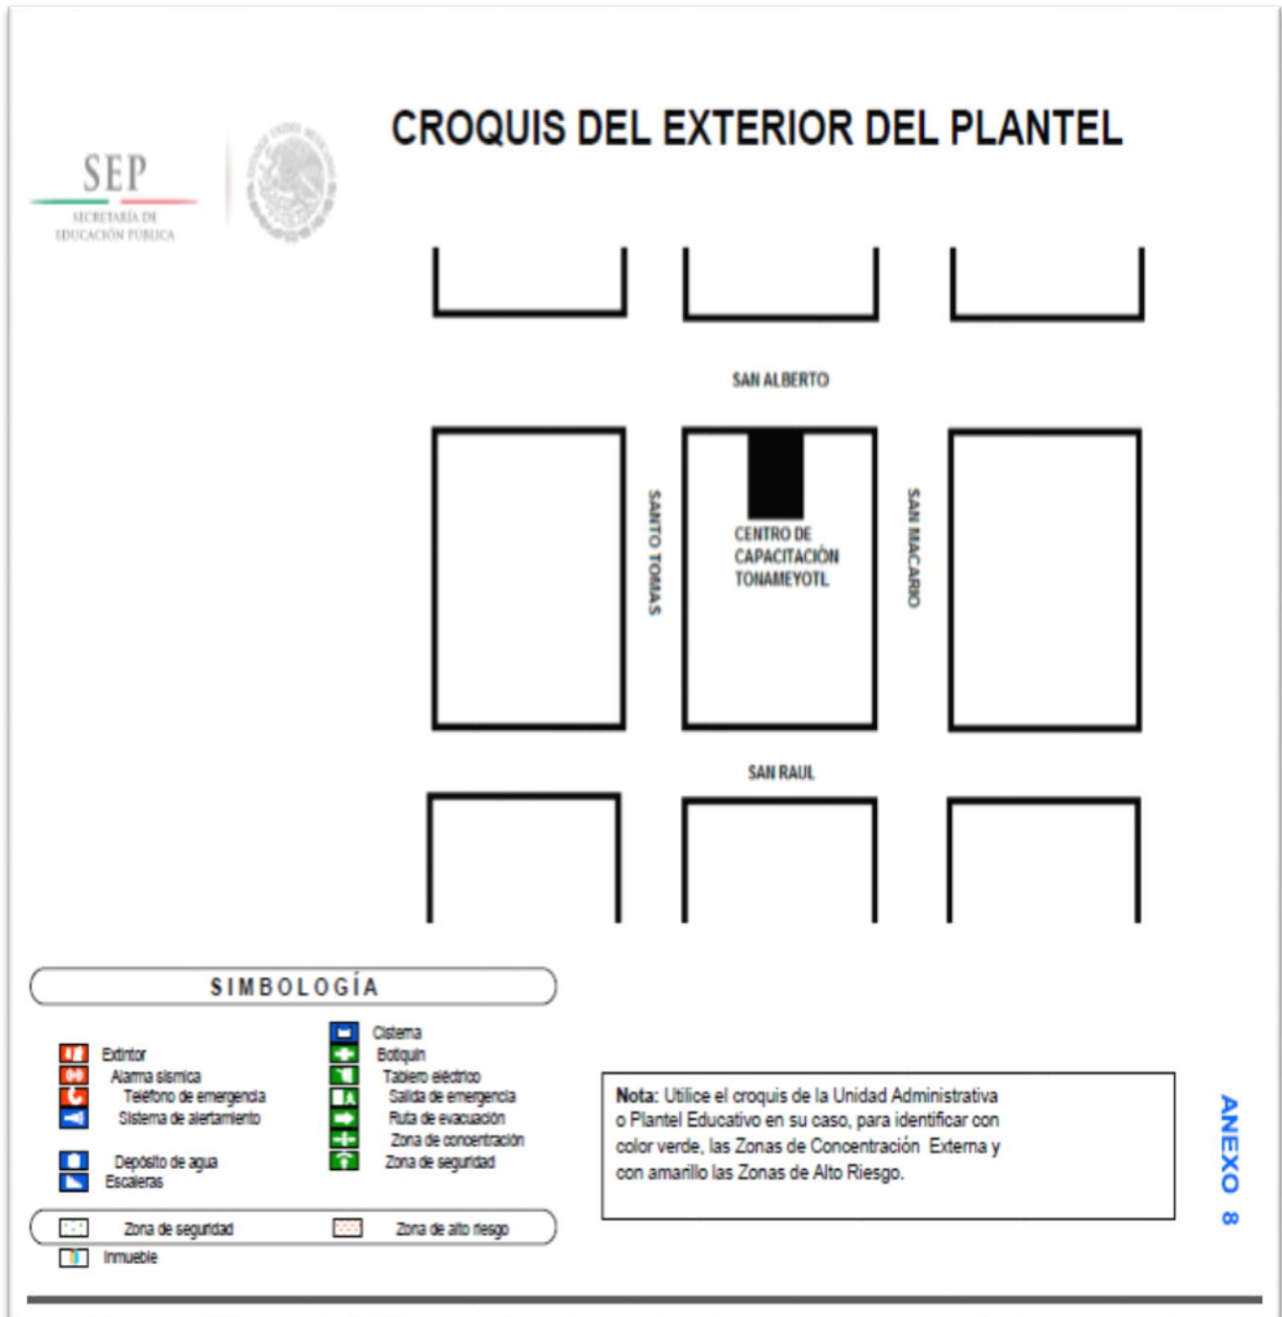 CROQUIS DEL EXTERIOR DEL PLANTEL
SEP
SECRETARÍA DE
EDUCACIÓN PÚBLICA
SAN ALBERTO
SANTO TOMAS
CENTRO DE
CAPACITACIÓN
TONAMEYOTL
SAN MACARIO
SAN RAUL
SIMBOLOGÍA
Extintor
Alarma sísmica
Teléfono de emergencia
Sistema de alertamiento
Depósito de agua
Escaleras
Cisterna
Botiquín
Tablero eléctrico
Salida de emergencia
Ruta de evacuación
Zona de concentración
Zona de seguridad
Zona de seguridad
Zona de alto riesgo
Inmueble
Nota: Utilice el croquis de la Unidad Administrativa
o Plantel Educativo en su caso, para identificar con
color verde, las Zonas de Concentración Externa y
con amarillo las Zonas de Alto Riesgo.
ANEXO 8